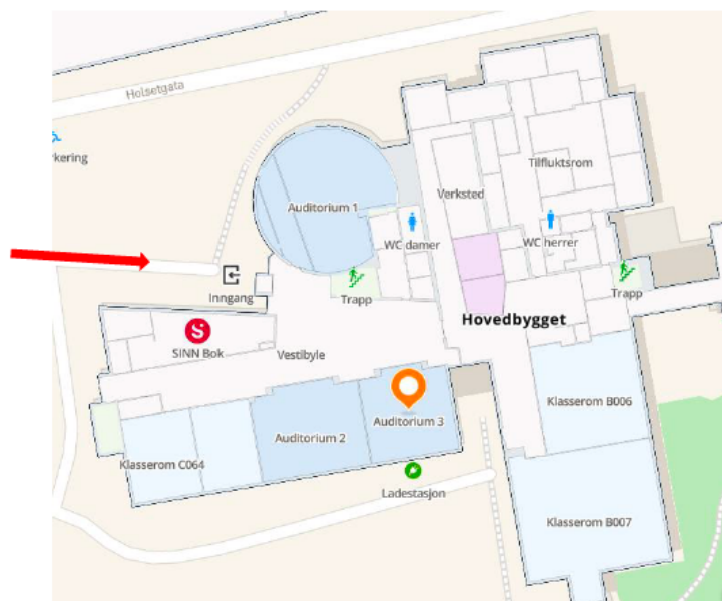 Holsetgata
rkering
Auditorium 1
Verksted
Tilfluktsrom
WC damer
WC herrer
Inngang
Trapp
Trapp
Hovedbygget
SINN Bok
Vestibyle
Klasserom B006
Auditorium 3
Auditorium 2
Klasserom C064
Ladestasjon
Klasserom B007